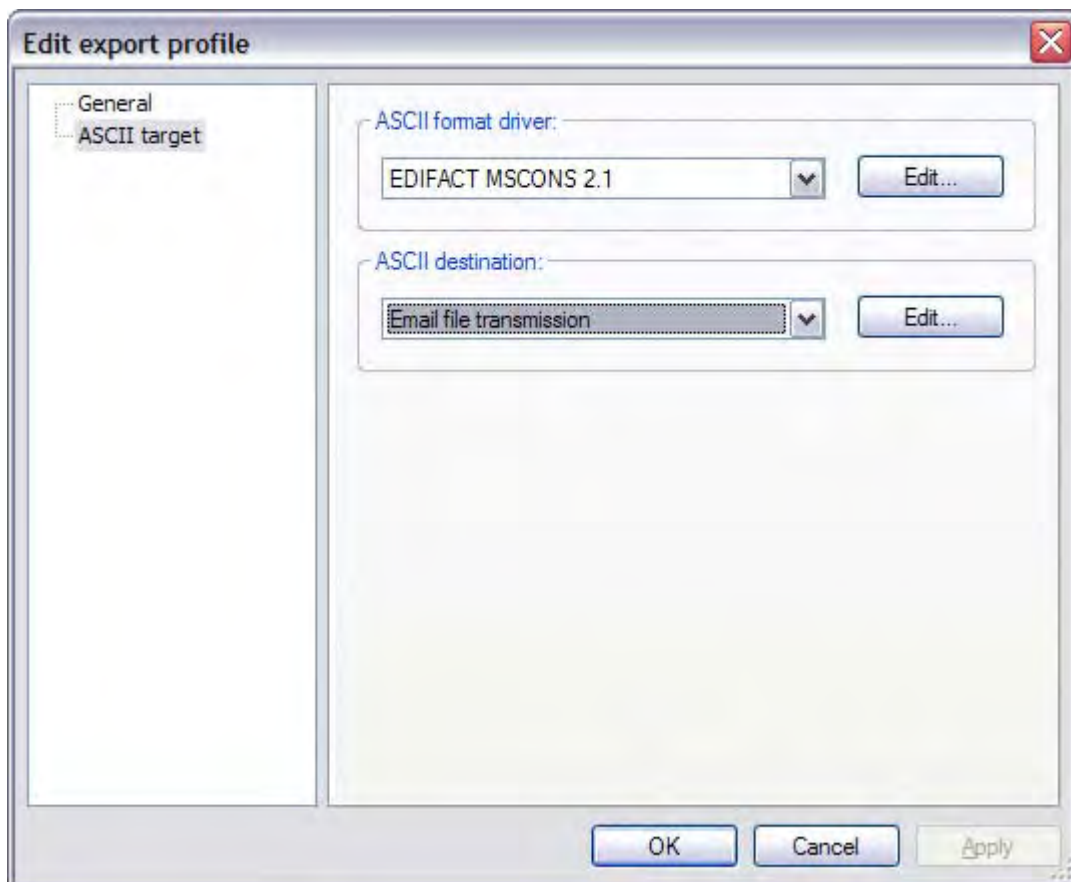 Edit export profile
General
ASCII target
ASCII format driver:
EDIFACT MSCONS 2.1
Edit...
ASCII destination:
Email file transmission
Edit...
OK
Cancel
Apply